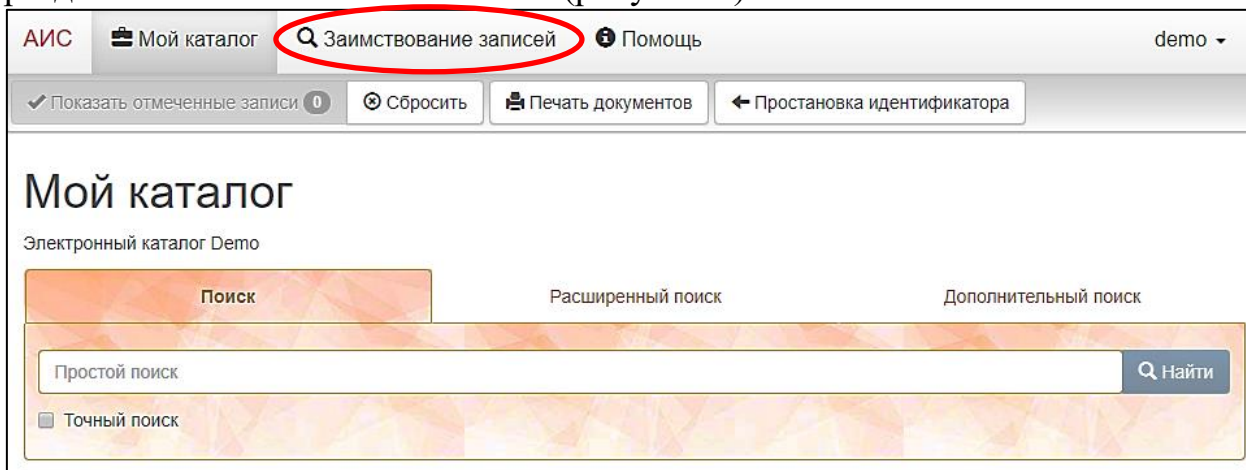 АИС Мой каталог Заимствование записей Помощь demo
Показать отмеченные записи 0 Сбросить Печать документов Простановка идентификатора
Мой каталог
Электронный каталог Demo
Поиск Расширенный поиск Дополнительный поиск
Простой поиск Найти
Точный поиск